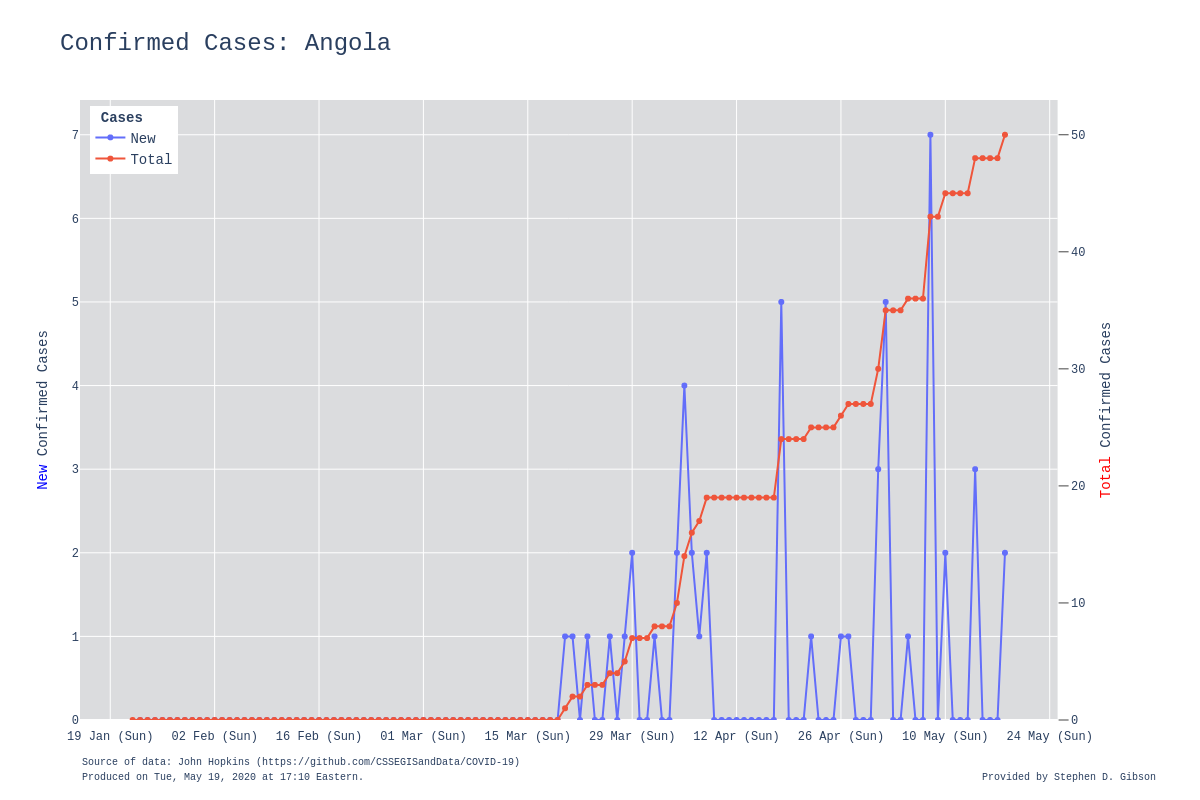 Confirmed Cases: Angola
Cases
New
Total
7
6
5
4
3
2
1
0
50
40
30
20
10
0
New Confirmed Cases
Total Confirmed Cases
19 Jan (Sun) 02 Feb (Sun) 16 Feb (Sun) 01 Mar (Sun) 15 Mar (Sun) 29 Mar (Sun) 12 Apr (Sun) 26 Apr (Sun) 10 May (Sun) 24 May (Sun)
Source of data: John Hopkins (https://github.com/CSSEGISandData/COVID-19)
Produced on Tue, May 19, 2020 at 17:10 Eastern.
Provided by Stephen D. Gibson